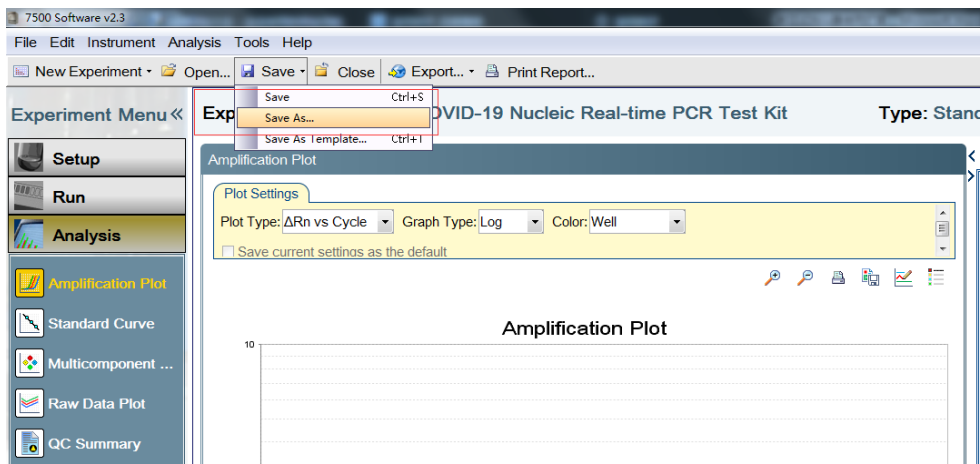 7500 Software v2.3
File Edit Instrument Analysis Tools Help
New Experiment Open... Save Close Export... Print Report...
Save Ctrl+S
Save As...
Save As Template... Ctrl+T
Experiment Menu «
Exp
OVID-19 Nucleic Real-time PCR Test Kit
Type: Stand
Setup
Run
Analysis
Amplification Plot
Standard Curve
Multicomponent ...
Raw Data Plot
QC Summary
Amplification Plot
Plot Settings
Plot Type: ΔRn vs Cycle Graph Type: Log Color: Well
Save current settings as the default
Amplification Plot
10